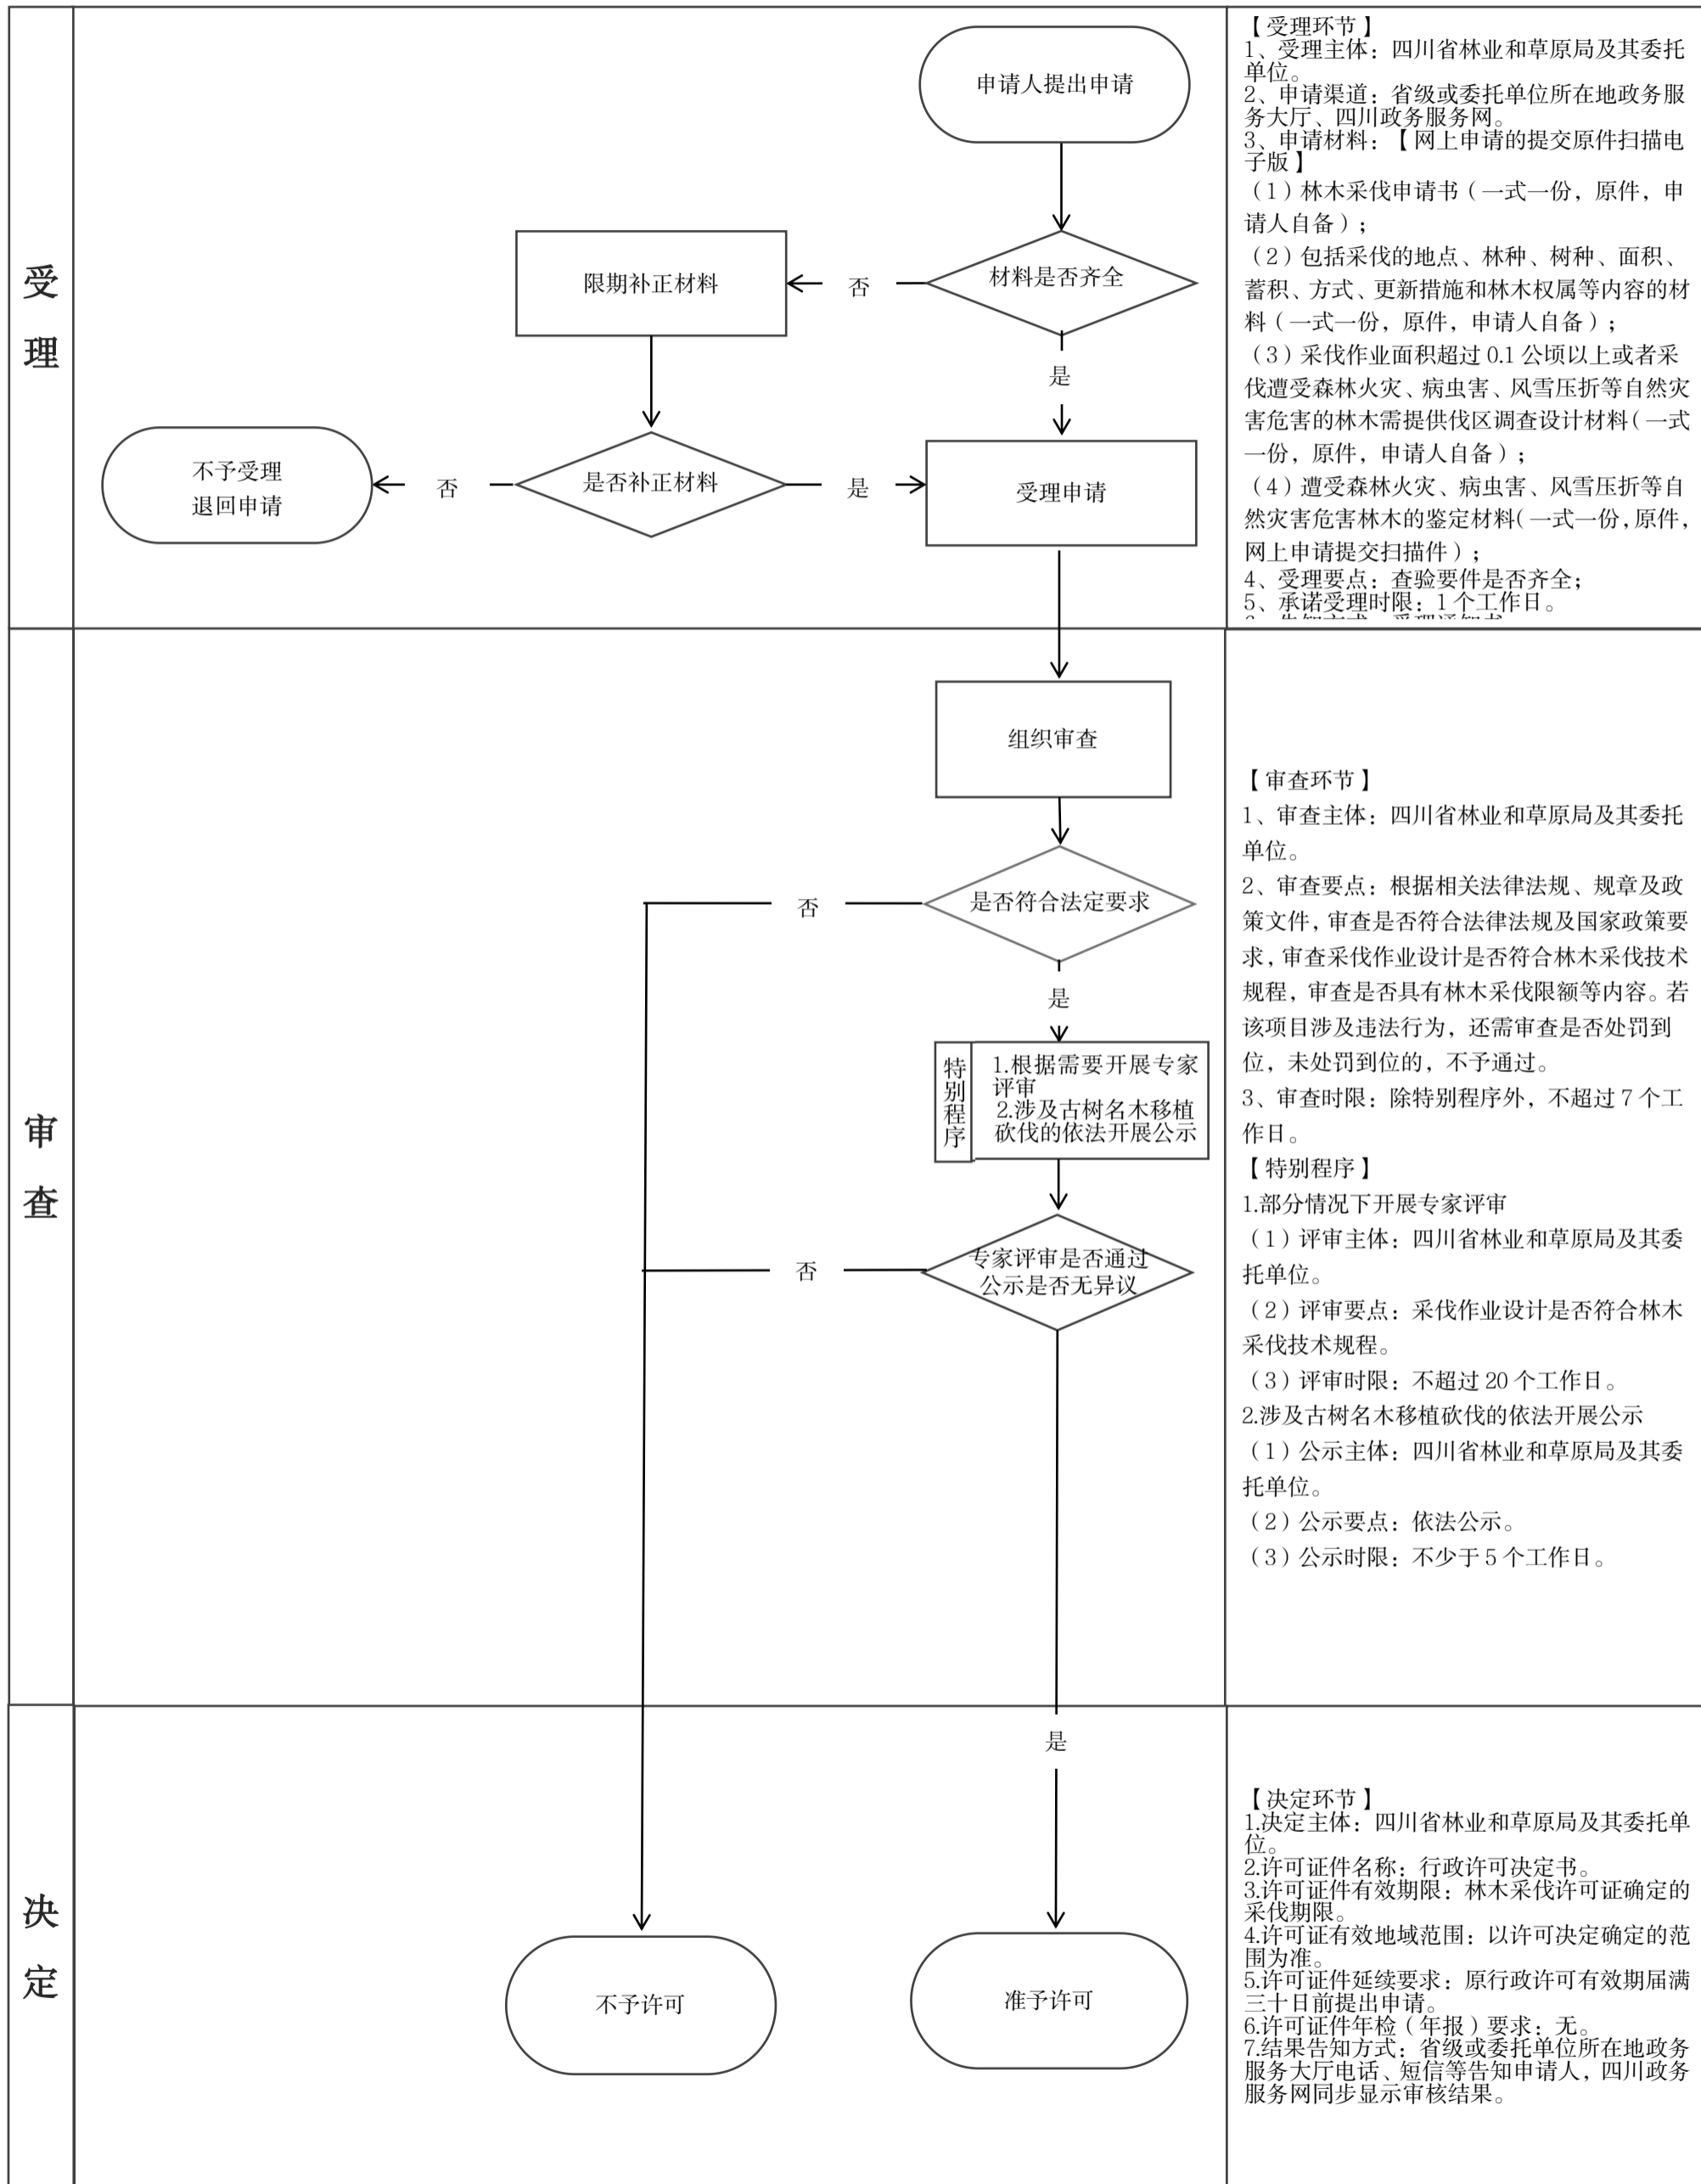 受
理
申请人提出申请
材料是否齐全
否
限期补正材料
是
是否补正材料
否
不予受理
退回申请
是
受理申请
【受理环节】
1、受理主体：四川省林业和草原局及其委托
单位。
2、申请渠道：省级或委托单位所在地政务服
务大厅、四川政务服务网。
3、申请材料：【网上申请的提交原件扫描电
子版】
（1）林木采伐申请书（一式一份，原件，申
请人自备）；
（2）包括采伐的地点、林种、树种、面积、
蓄积、方式、更新措施和林木权属等内容的材
料（一式一份，原件，申请人自备）；
（3）采伐作业面积超过0.1公顷以上或者采
伐遭受森林火灾、病虫害、风雪压折等自然灾
害危害的林木需提供伐区调查设计材料（一式
一份，原件，申请人自备）；
（4）遭受森林火灾、病虫害、风雪压折等自
然灾害危害林木的鉴定材料（一式一份，原件，
网上申请提交扫描件）；
4、受理要点：查验要件是否齐全；
5、承诺受理时限：1个工作日。
审
查
组织审查
是否符合法定要求
否
是
特别程序
1.根据需要开展专家
评审
2.涉及古树名木移植
砍伐的依法开展公示
专家评审是否通过
公示是否无异议
否
【审查环节】
1、审查主体：四川省林业和草原局及其委托
单位。
2、审查要点：根据相关法律法规、规章及政
策文件，审查是否符合法律法规及国家政策要
求，审查采伐作业设计是否符合林木采伐技术
规程，审查是否具有林木采伐限额等内容。若
该项目涉及违法行为，还需审查是否处罚到
位，未处罚到位的，不予通过。
3、审查时限：除特别程序外，不超过7个工
作日。
【特别程序】
1.部分情况下开展专家评审
（1）评审主体：四川省林业和草原局及其委
托单位。
（2）评审要点：采伐作业设计是否符合林木
采伐技术规程。
（3）评审时限：不超过20个工作日。
2.涉及古树名木移植砍伐的依法开展公示
（1）公示主体：四川省林业和草原局及其委
托单位。
（2）公示要点：依法公示。
（3）公示时限：不少于5个工作日。
决
定
是
不予许可
准予许可
【决定环节】
1.决定主体：四川省林业和草原局及其委托单
位。
2.许可证件名称：行政许可决定书。
3.许可证件有效期限：林木采伐许可证确定的
采伐期限。
4.许可证有效地域范围：以许可决定确定的范
围为准。
5.许可证件延续要求：原行政许可有效期届满
三十日前提出申请。
6.许可证件年检（年报）要求：无。
7.结果告知方式：省级或委托单位所在地政务
服务大厅电话、短信等告知申请人，四川政务
服务网同步显示审核结果。